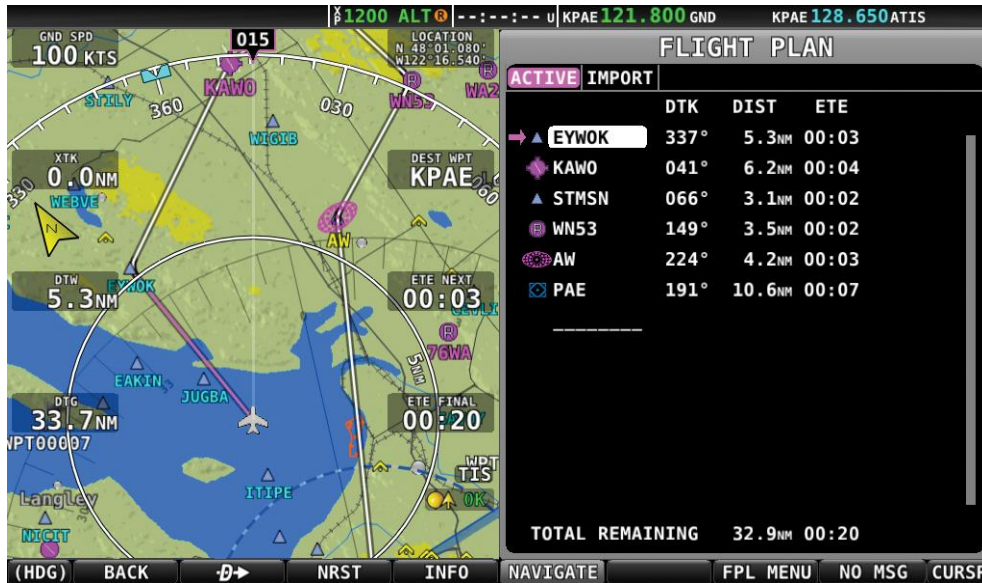 1200 ALT R --:--:-- U KPAE 121.800 GND KPAE 128.650 ATIS
GND SPD
100 KTS
015
LOCATION
N 48°01.080'
W122°16.540'
KAWO
STILY
360
030
WN53
WA2
WIGIB
XTK
0.0NM
DEST WPT
KPAE
060
330
WEBVE
N
AW
DTW
5.3NM
EYWOK
ETE NEXT
00:03
R
76WA
5NM
EAKIN
JUGBA
DTG
33.7NM
ETE FINAL
00:20
WPT00007
WPT
TIS
ITIPE
OK
Langley
NICIT
FLIGHT PLAN
ACTIVE IMPORT
DTK DIST ETE
EYWOK 337° 5.3NM 00:03
KAWO 041° 6.2NM 00:04
STMSN 066° 3.1NM 00:02
R WN53 149° 3.5NM 00:02
AW 224° 4.2NM 00:03
PAE 191° 10.6NM 00:07
________
TOTAL REMAINING 32.9NM 00:20
(HDG) BACK D NRST INFO NAVIGATE FPL MENU NO MSG CURSR